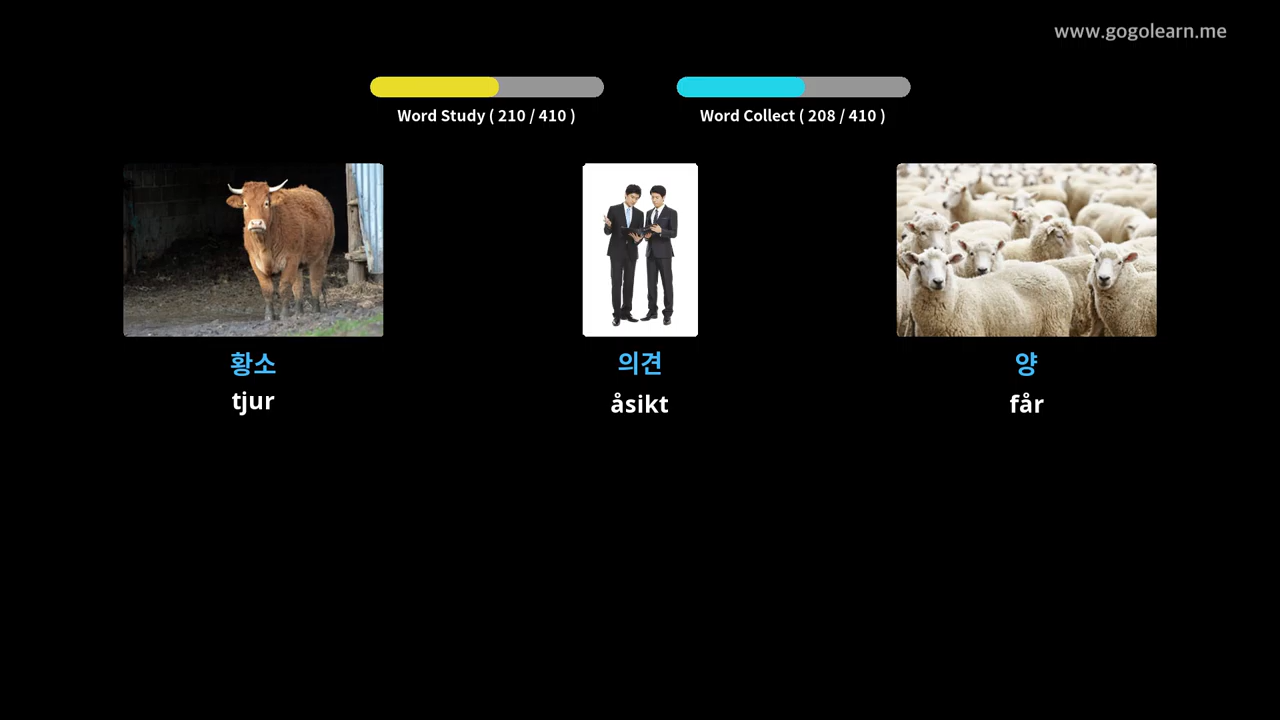 www.gogolearn.me
Word Study ( 210 / 410 )
Word Collect ( 208 / 410 )
황소
tjur
의견
åsikt
양
får